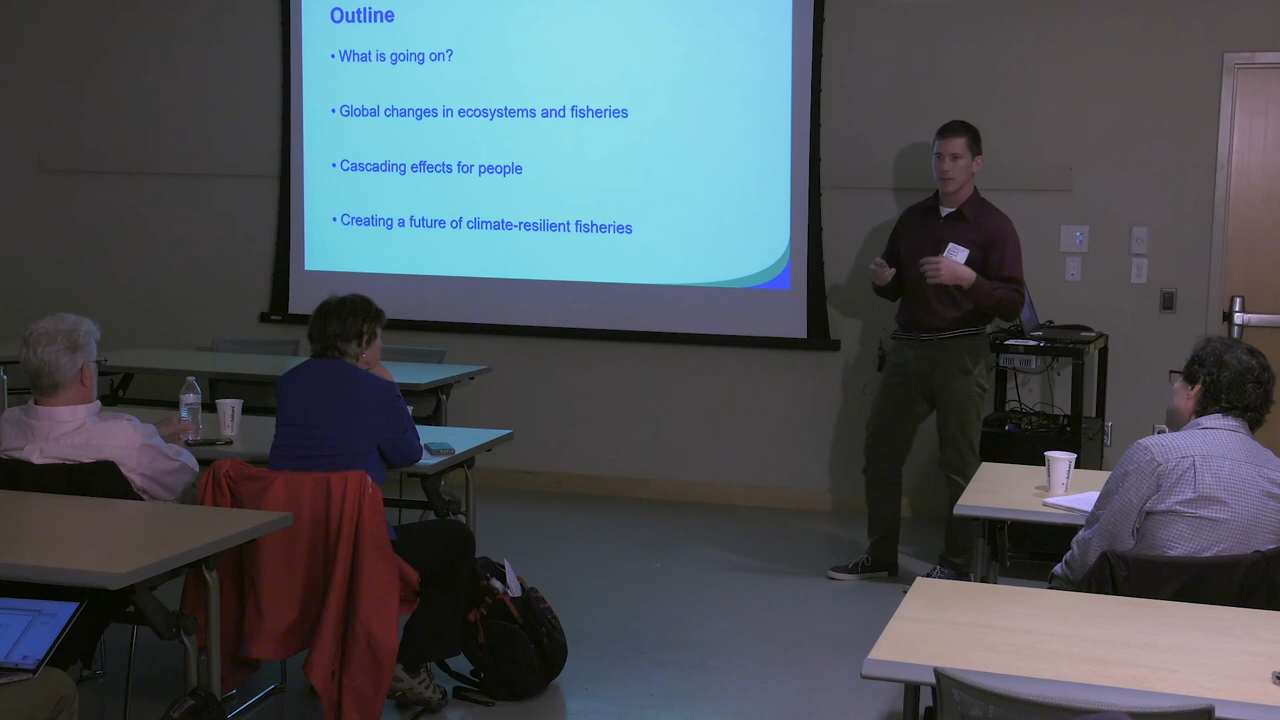 Outline
• What is going on?
• Global changes in ecosystems and fisheries
• Cascading effects for people
• Creating a future of climate-resilient fisheries